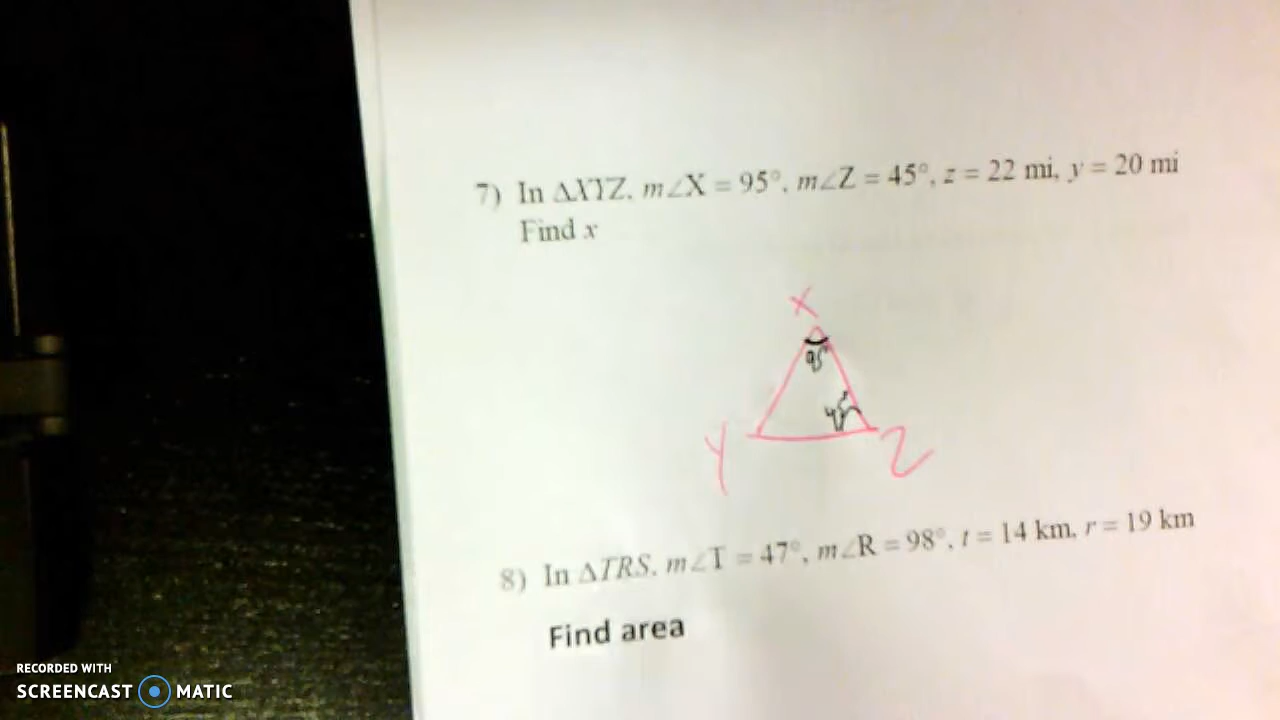 7) In ΔXYZ, m∠X = 95°, m∠Z = 45°, z = 22 mi, y = 20 mi
Find x
X
95
45
Y
Z
8) In ΔTRS, m∠T = 47°, m∠R = 98°, t = 14 km, r = 19 km
Find area
RECORDED WITH
SCREENCAST MATIC